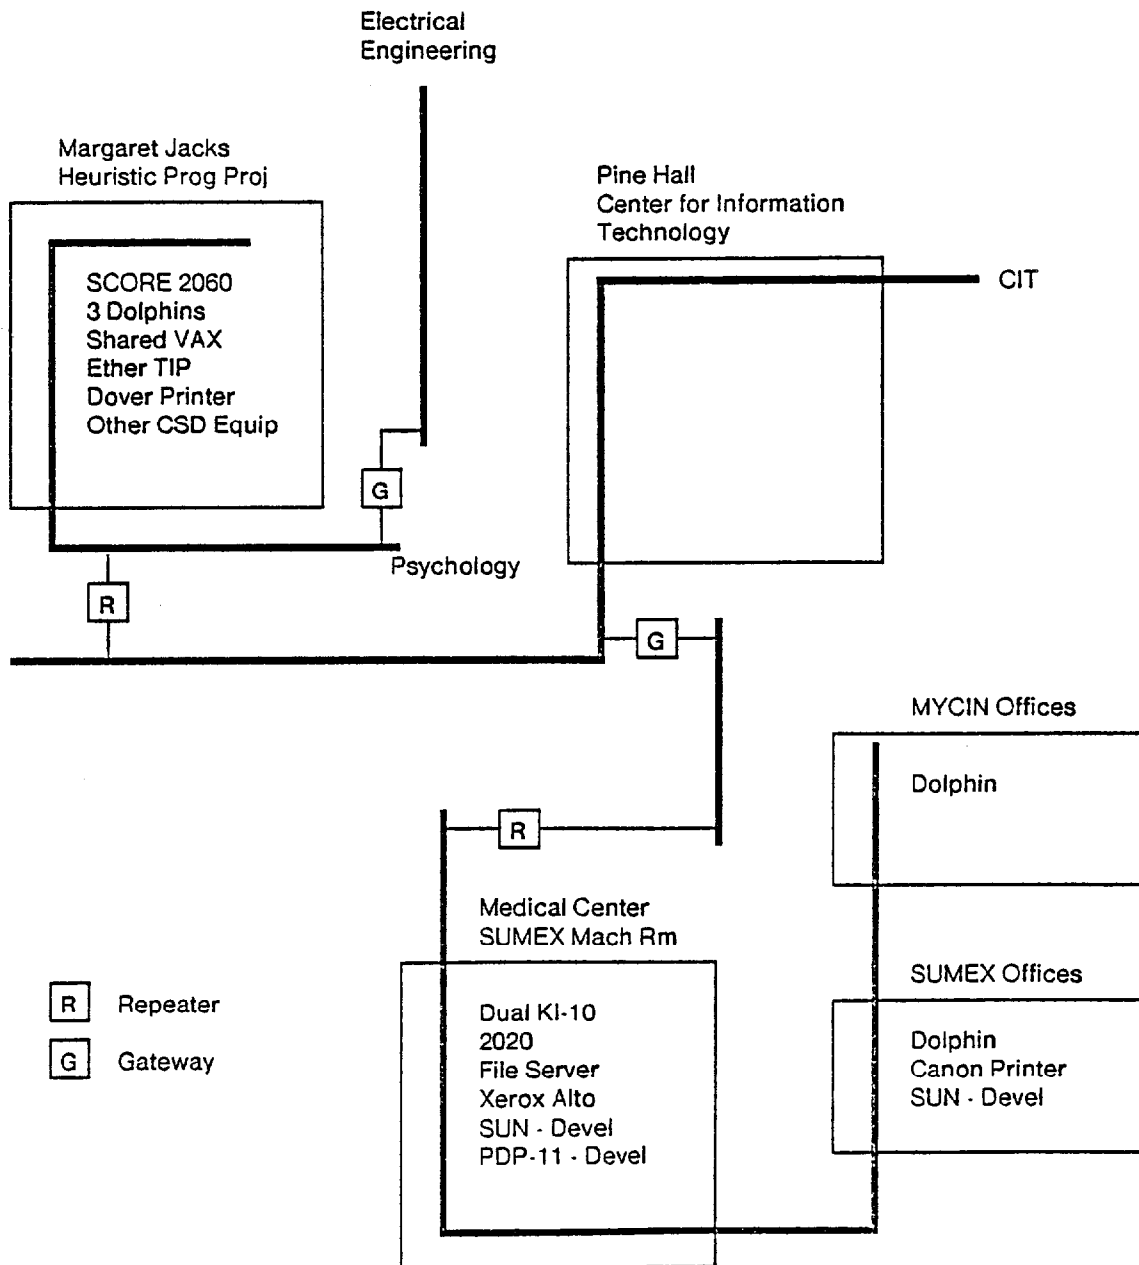 Electrical
Engineering
Margaret Jacks
Heuristic Prog Proj
Pine Hall
Center for Information
Technology
SCORE 2060
3 Dolphins
Shared VAX
Ether TIP
Dover Printer
Other CSD Equip
CIT
G
Psychology
R
G
MYCIN Offices
Dolphin
R
Medical Center
SUMEX Mach Rm
SUMEX Offices
Dual KI-10
2020
File Server
Xerox Alto
SUN - Devel
PDP-11 - Devel
Dolphin
Canon Printer
SUN - Devel
R Repeater
G Gateway